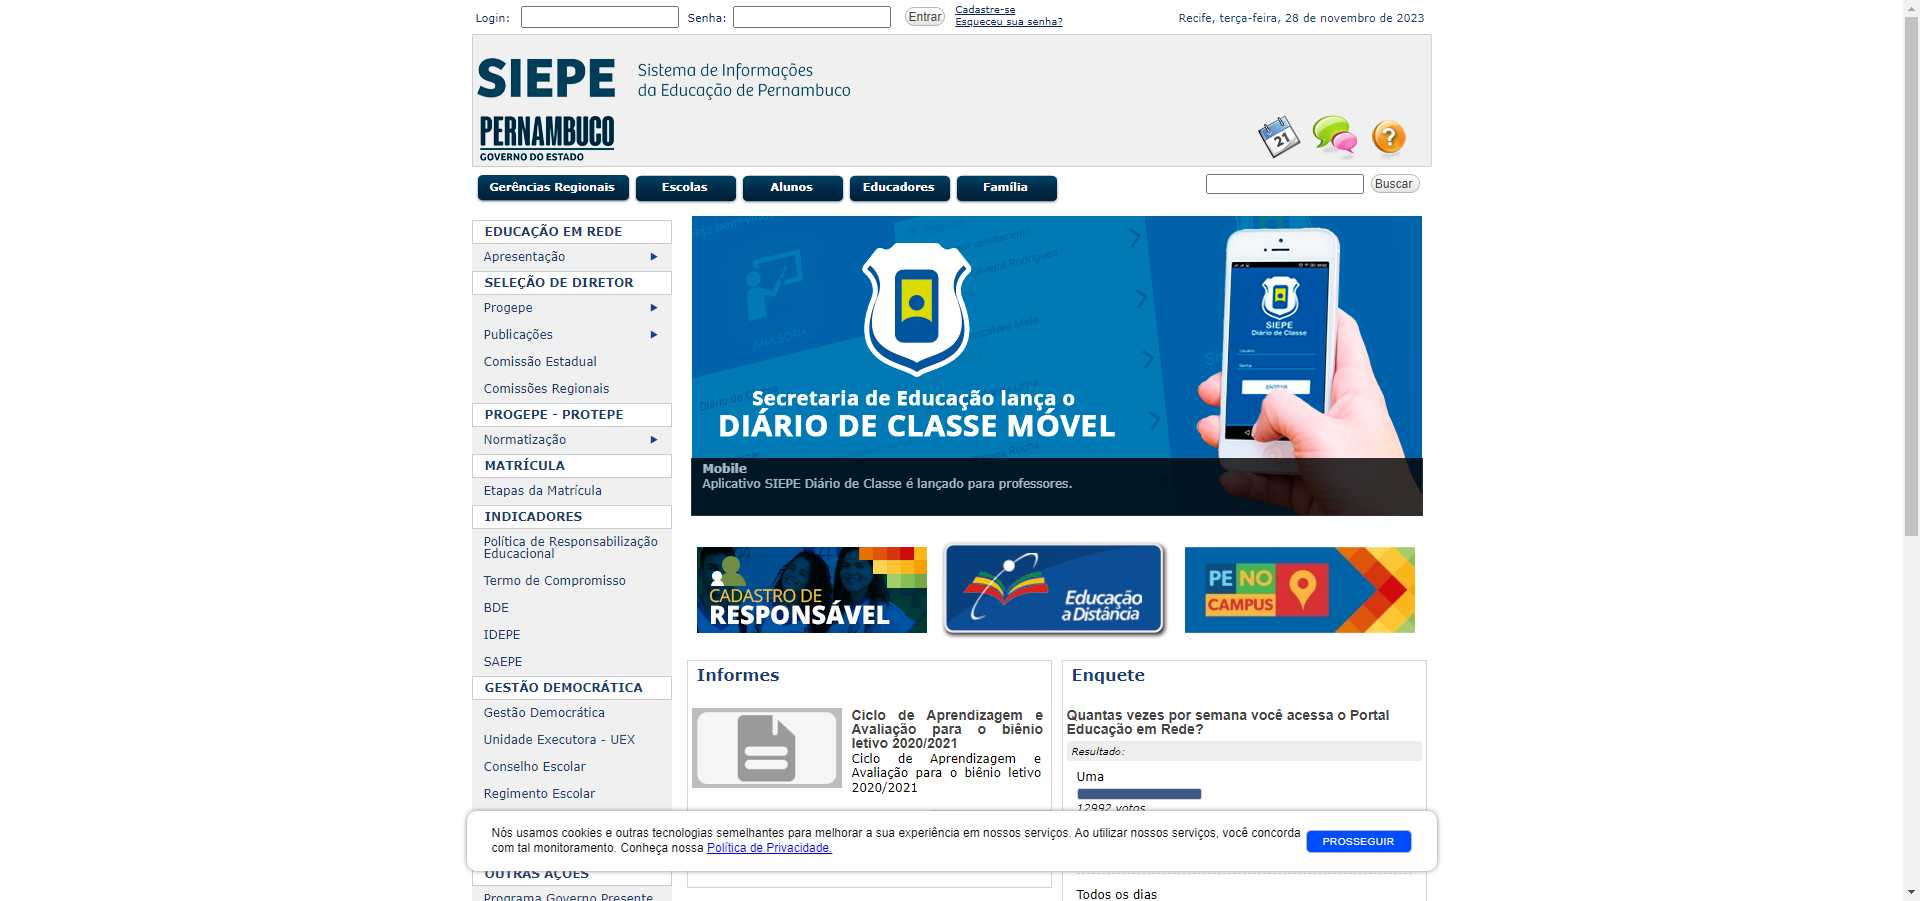 Login:
Senha:
Entrar
Cadastre-se
Esqueceu sua senha?
Recife, terça-feira, 28 de novembro de 2023
SIEPE
Sistema de Informações
da Educação de Pernambuco
PERNAMBUCO
GOVERNO DO ESTADO
21
?
Gerências Regionais
Escolas
Alunos
Educadores
Família
Buscar
EDUCAÇÃO EM REDE
Apresentação
SELEÇÃO DE DIRETOR
Progepe
Publicações
Comissão Estadual
Comissões Regionais
PROGEPE - PROTEPE
Normatização
MATRÍCULA
Etapas da Matrícula
INDICADORES
Política de Responsabilização
Educacional
Termo de Compromisso
BDE
IDEPE
SAEPE
GESTÃO DEMOCRÁTICA
Gestão Democrática
Unidade Executora - UEX
Conselho Escolar
Regimento Escolar
OUTRAS AÇÕES
Programa Governo Presente
SIEPE
Diário de Classe
Usuário
Senha
ENTRAR
Secretaria de Educação lança o
DIÁRIO DE CLASSE MÓVEL
Mobile
Aplicativo SIEPE Diário de Classe é lançado para professores.
CADASTRO DE
RESPONSÁVEL
Educação
a Distância
PE NO
CAMPUS
Informes
Ciclo de Aprendizagem e
Avaliação para o biênio
letivo 2020/2021
Ciclo de Aprendizagem e
Avaliação para o biênio letivo
2020/2021
Enquete
Quantas vezes por semana você acessa o Portal
Educação em Rede?
Resultado:
Uma
12992 votos
Todos os dias
Nós usamos cookies e outras tecnologias semelhantes para melhorar a sua experiência em nossos serviços. Ao utilizar nossos serviços, você concorda
com tal monitoramento. Conheça nossa Política de Privacidade.
PROSSEGUIR